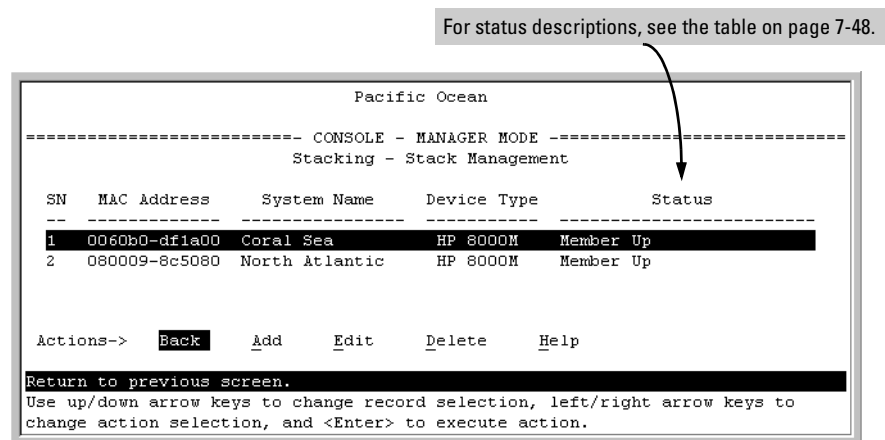 For status descriptions, see the table on page 7-48.
Pacific Ocean
==========================- CONSOLE - MANAGER MODE -============================
Stacking - Stack Management
SN MAC Address System Name Device Type Status
-- ------------- ---------------- ----------- -------------------------
1 0060b0-df1a00 Coral Sea HP 8000M Member Up
2 080009-8c5080 North Atlantic HP 8000M Member Up
Actions-> Back Add Edit Delete Help
Return to previous screen.
Use up/down arrow keys to change record selection, left/right arrow keys to
change action selection, and <Enter> to execute action.